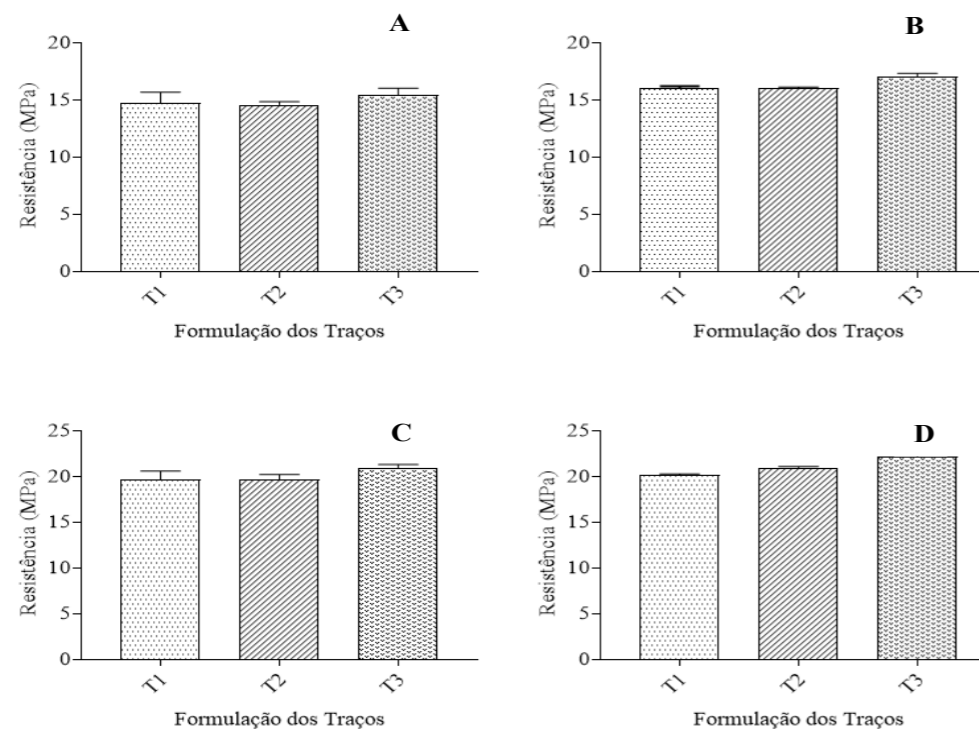 A
Resistência (MPa)
20
15
10
5
0
T1
T2
T3
Formulação dos Traços
B
Resistência (MPa)
20
15
10
5
0
T1
T2
T3
Formulação dos Traços
C
Resistência (MPa)
25
20
15
10
5
0
T1
T2
T3
Formulação dos Traços
D
Resistência (MPa)
25
20
15
10
5
0
T1
T2
T3
Formulação dos Traços